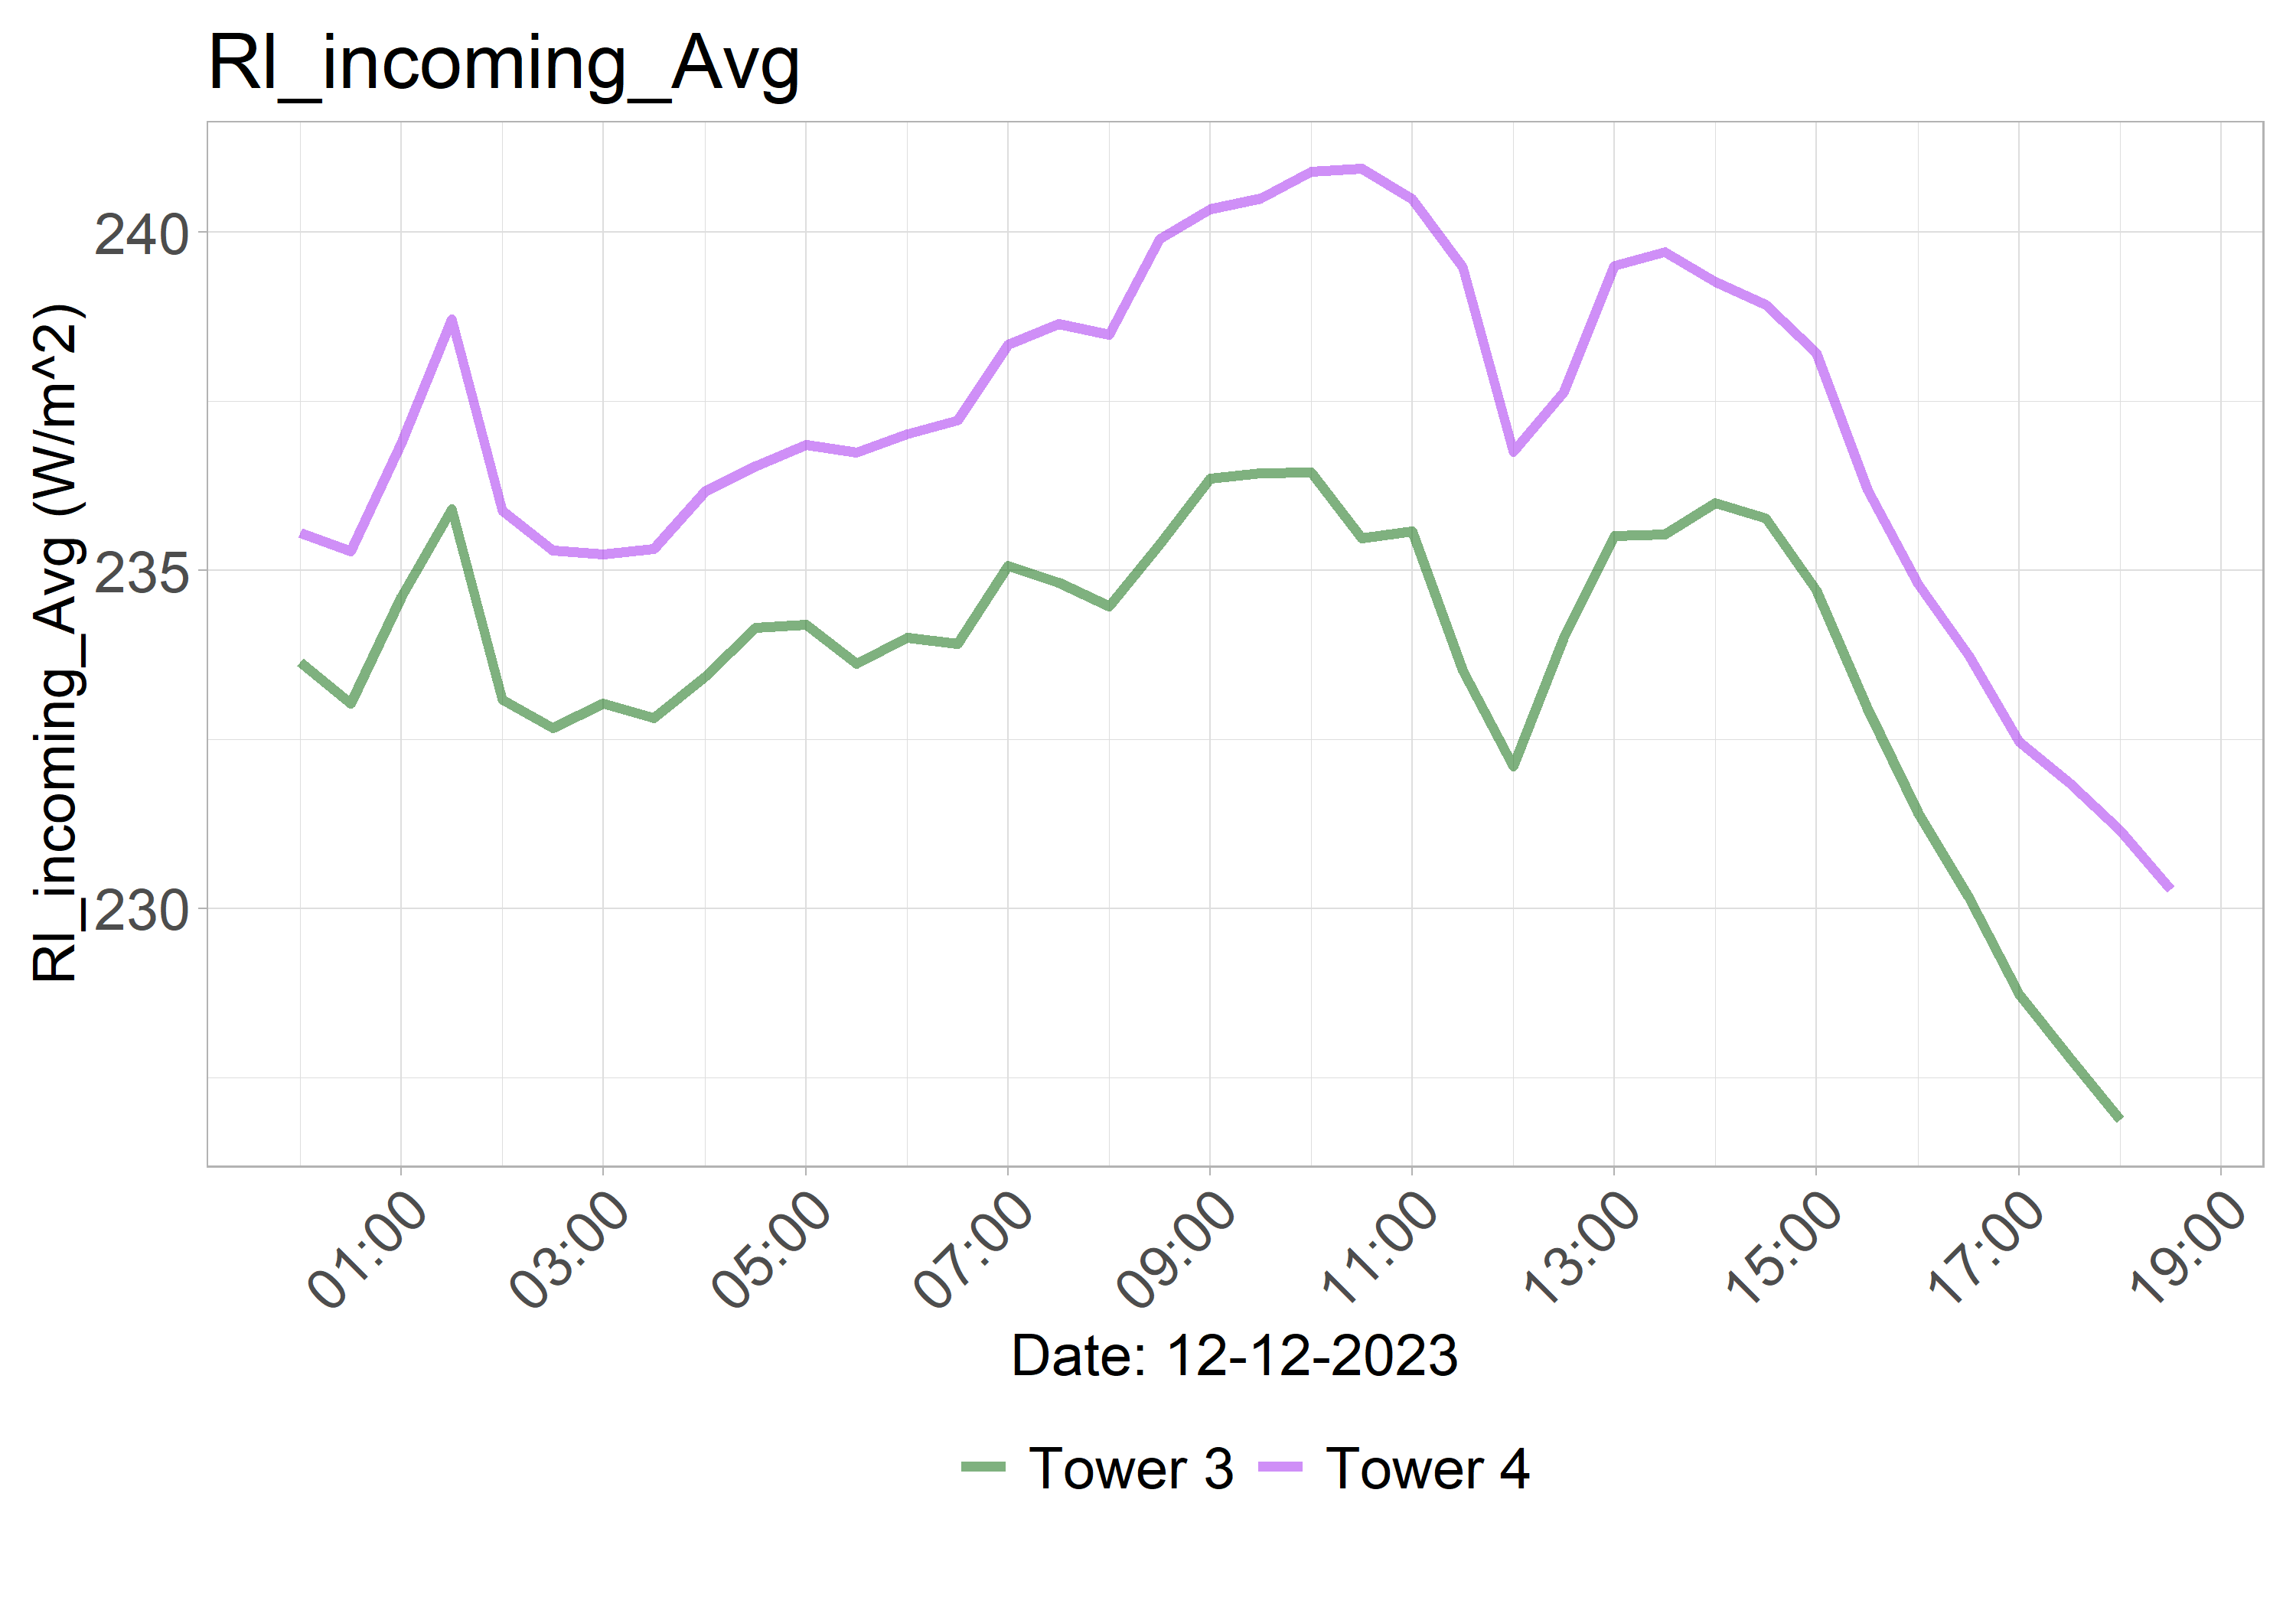 Rl_incoming_Avg
Rl_incoming_Avg (W/m^2)
240
235
230
01:00 03:00 05:00 07:00 09:00 11:00 13:00 15:00 17:00 19:00
Date: 12-12-2023
Tower 3 Tower 4